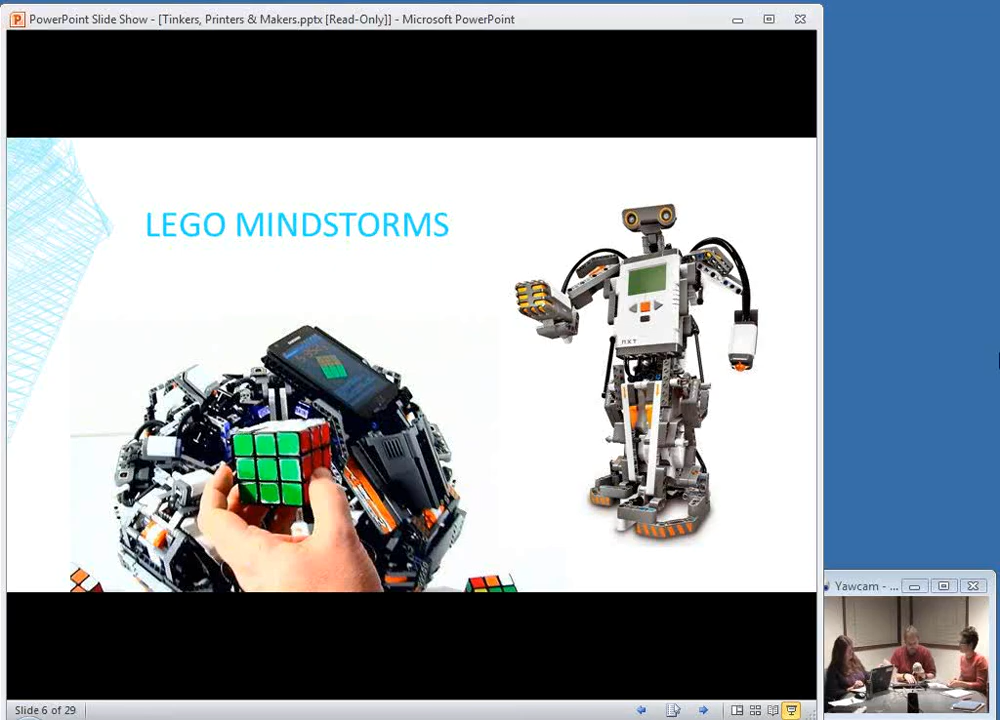 PowerPoint Slide Show - [Tinkers, Printers & Makers.pptx [Read-Only]] - Microsoft PowerPoint
LEGO MINDSTORMS
NXT
Yawcam - ...
Slide 6 of 29